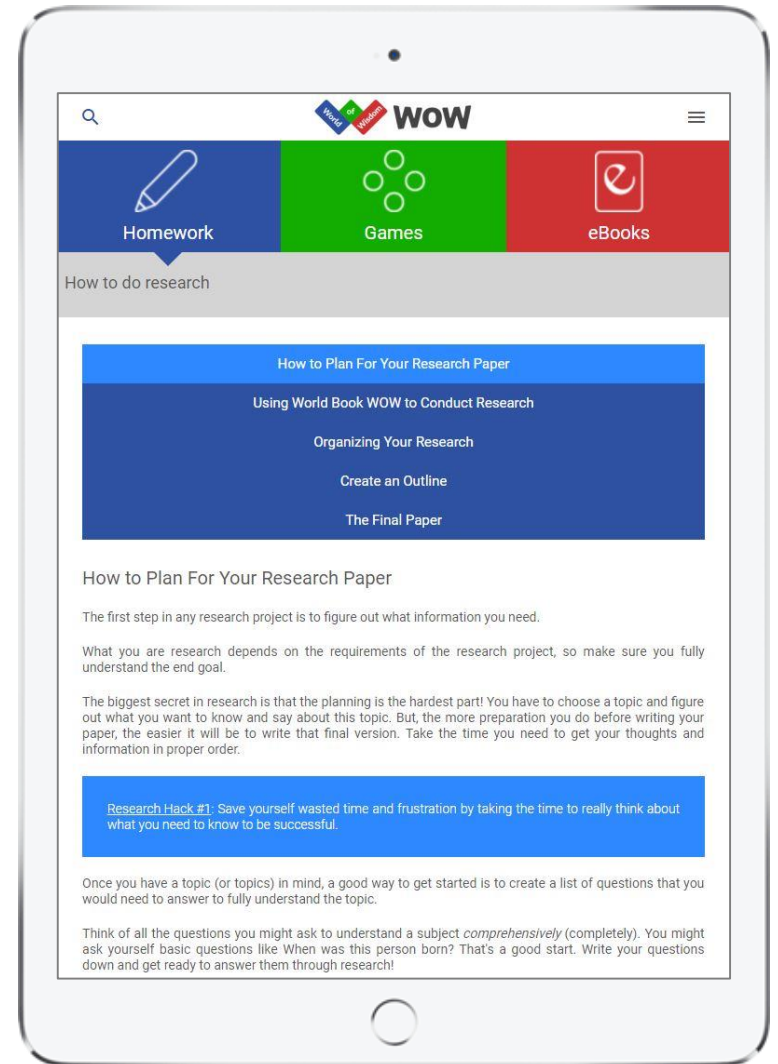 World of Wisdom WOW
Homework Games eBooks
How to do research
How to Plan For Your Research Paper
Using World Book WOW to Conduct Research
Organizing Your Research
Create an Outline
The Final Paper
How to Plan For Your Research Paper
The first step in any research project is to figure out what information you need.
What you are research depends on the requirements of the research project, so make sure you fully
understand the end goal.
The biggest secret in research is that the planning is the hardest part! You have to choose a topic and figure
out what you want to know and say about this topic. But, the more preparation you do before writing your
paper, the easier it will be to write that final version. Take the time you need to get your thoughts and
information in proper order.
Research Hack #1: Save yourself wasted time and frustration by taking the time to really think about
what you need to know to be successful.
Once you have a topic (or topics) in mind, a good way to get started is to create a list of questions that you
would need to answer to fully understand the topic.
Think of all the questions you might ask to understand a subject comprehensively (completely). You might
ask yourself basic questions like When was this person born? That's a good start. Write your questions
down and get ready to answer them through research!